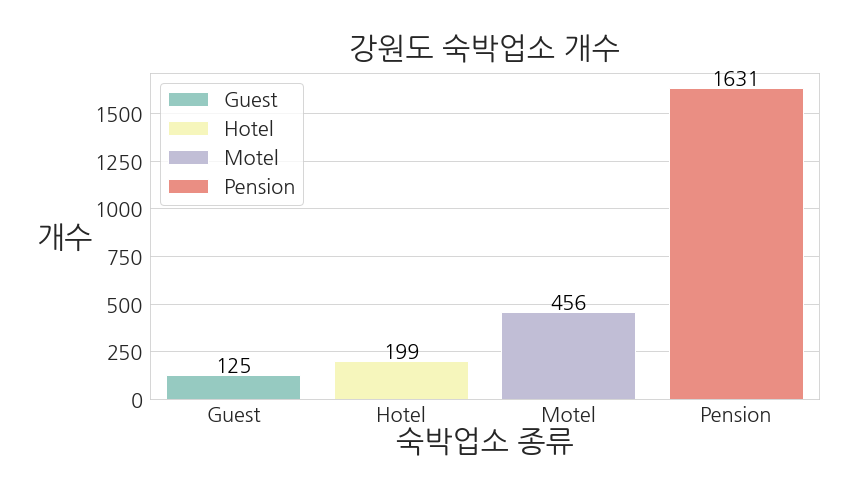 강원도 숙박업소 개수
1631
1500
Guest
Hotel
1250
Motel
Pension
1000
개수
750
500
456
250
199
125
0
Guest
Hotel
Motel
Pension
숙박업소 종류